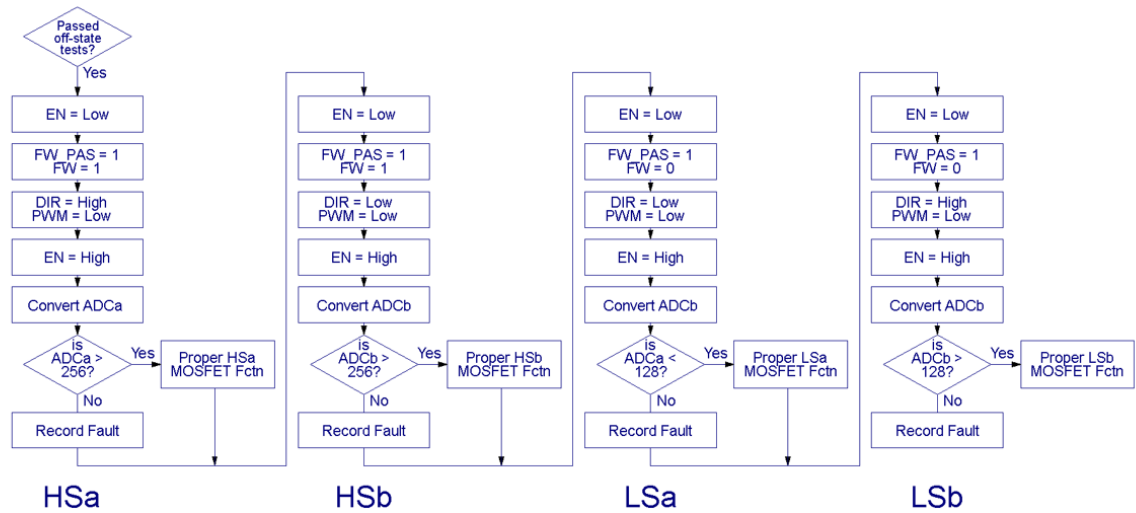 Passed
off-state
tests?
Yes
EN = Low
FW_PAS = 1
FW = 1
DIR = High
PWM = Low
EN = High
Convert ADCa
is
ADCa >
256?
Yes
Proper HSa
MOSFET Fctn
No
Record Fault
HSa
EN = Low
FW_PAS = 1
FW = 1
DIR = Low
PWM = Low
EN = High
Convert ADCb
is
ADCb >
256?
Yes
Proper HSb
MOSFET Fctn
No
Record Fault
HSb
EN = Low
FW_PAS = 1
FW = 0
DIR = Low
PWM = Low
EN = High
Convert ADCb
is
ADCa <
128?
Yes
Proper LSa
MOSFET Fctn
No
Record Fault
LSa
EN = Low
FW_PAS = 1
FW = 0
DIR = High
PWM = Low
EN = High
Convert ADCb
is
ADCb >
128?
Yes
Proper LSb
MOSFET Fctn
No
Record Fault
LSb